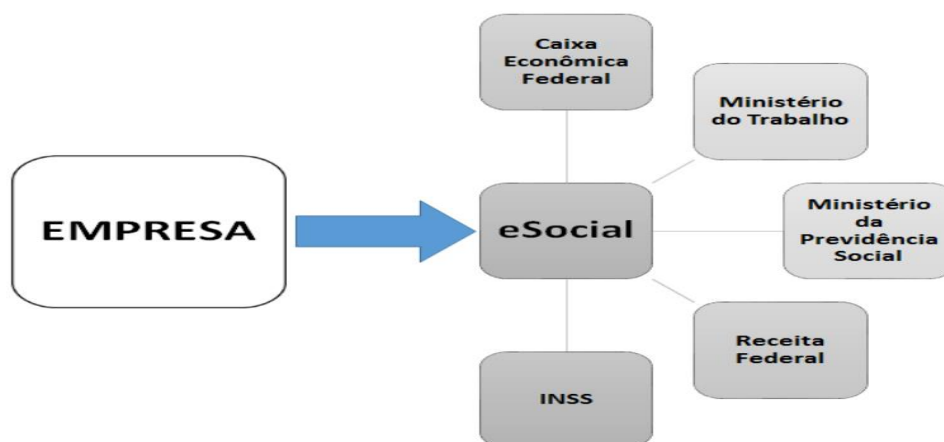 Caixa
Econômica
Federal
Ministério
do Trabalho
EMPRESA
eSocial
Ministério
da
Previdência
Social
Receita
Federal
INSS